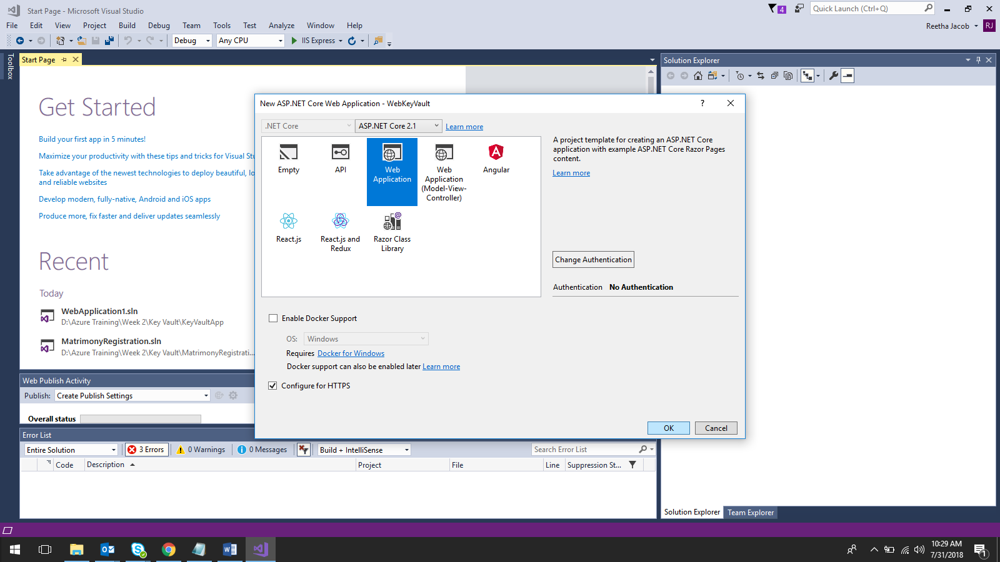 Start Page - Microsoft Visual Studio
4
Quick Launch (Ctrl+Q)
File Edit View Project Build Debug Team Tools Test Analyze Window Help
Reetha Jacob RJ
Debug Any CPU IIS Express
Toolbox
Start Page
Get Started
Build your first app in 5 minutes!
Maximize your productivity with these tips and tricks for Visual Stu
Take advantage of the newest technologies to deploy beautiful, lo
and reliable websites
Develop modern, fully-native, Android and iOS apps
Produce more, fix faster and deliver updates seamlessly
Recent
Today
WebApplication1.sln
D:\Azure Training\Week 2\Key Vault\KeyVaultApp
MatrimonyRegistration.sln
D:\Azure Training\Week 2\Key Vault\MatrimonyRegistrati...
New ASP.NET Core Web Application - WebKeyVault
?
.NET Core ASP.NET Core 2.1 Learn more
Empty
API
Web
Application
Web
Application
(Model-View-
Controller)
Angular
React.js
React.js and
Redux
Razor Class
Library
A project template for creating an ASP.NET Core
application with example ASP.NET Core Razor Pages
content.
Learn more
Change Authentication
Authentication No Authentication
Enable Docker Support
OS: Windows
Requires Docker for Windows
Docker support can also be enabled later Learn more
Configure for HTTPS
OK Cancel
Web Publish Activity
Publish: Create Publish Settings
Overall status
Error List
Entire Solution 3 Errors 0 Warnings 0 Messages Build + IntelliSense Search Error List
Code Description Project File Line Suppression St...
Solution Explorer
Solution Explorer Team Explorer
10:29 AM
7/31/2018
1